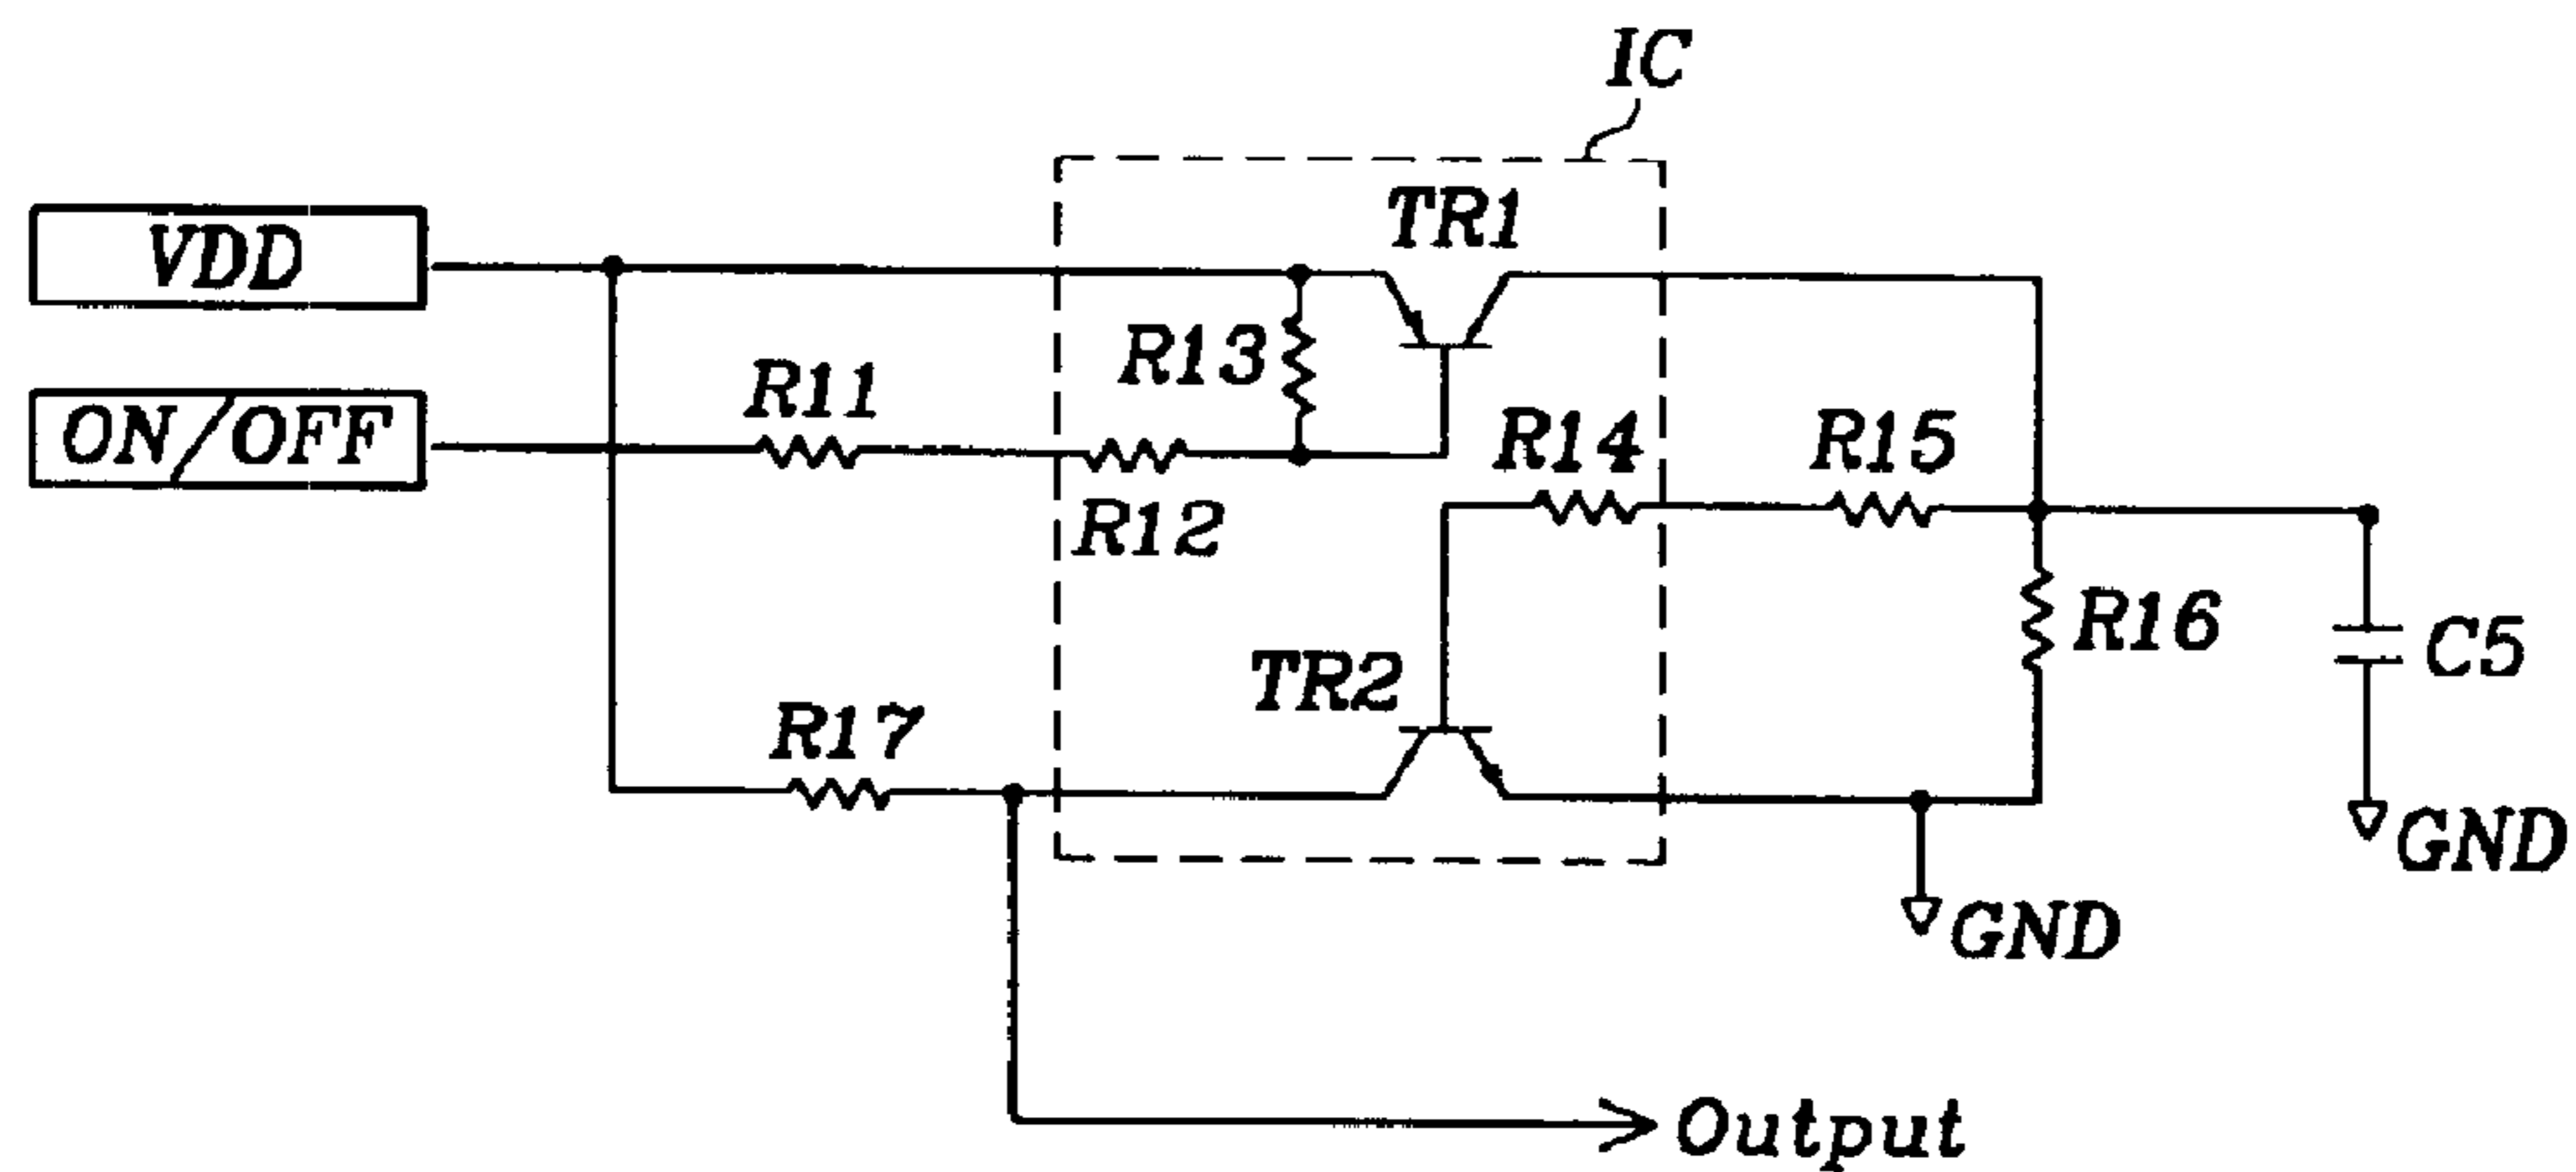 IC
VDD
TR1
R13
ON/OFF
R11
R12
R14
R15
R16
C5
TR2
R17
GND
GND
Output